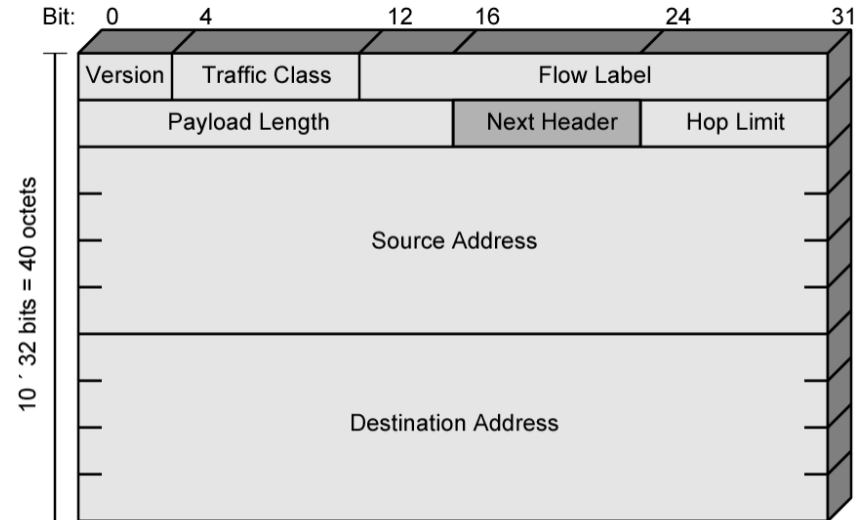 Bit: 0 4 12 16 24 31
Version Traffic Class Flow Label
Payload Length Next Header Hop Limit
Source Address
Destination Address
10 ´ 32 bits = 40 octets